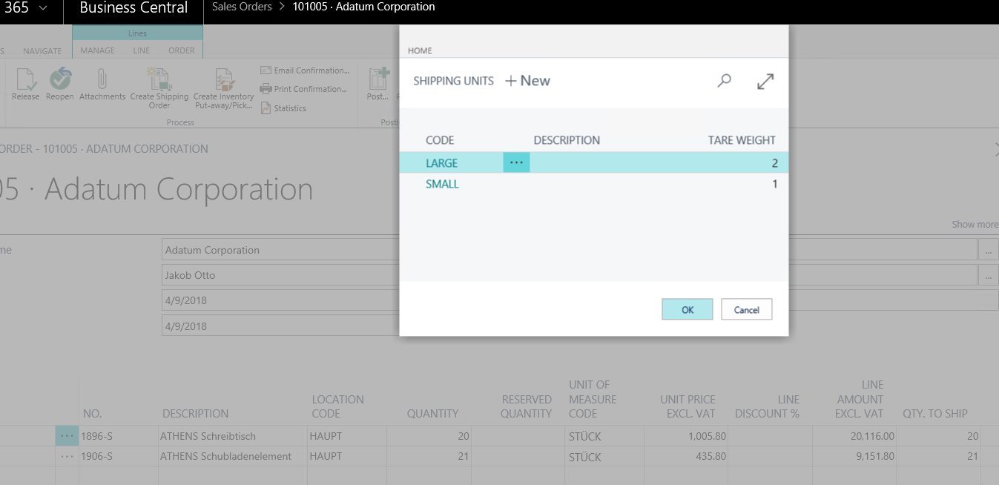 365 Business Central Sales Orders > 101005 · Adatum Corporation
Lines
NAVIGATE MANAGE LINE ORDER
Release Reopen Attachments Create Shipping Order Create Inventory Put-away/Pick...
Email Confirmation...
Print Confirmation...
Statistics
Post...
Process
ORDER - 101005 · ADATUM CORPORATION
05 · Adatum Corporation
Show more
HOME
SHIPPING UNITS + New
CODE DESCRIPTION TARE WEIGHT
LARGE ... 2
SMALL 1
OK Cancel
Adatum Corporation ...
Jakob Otto ...
4/9/2018
4/9/2018
NO. DESCRIPTION LOCATION CODE QUANTITY RESERVED QUANTITY UNIT OF MEASURE CODE UNIT PRICE EXCL. VAT LINE DISCOUNT % LINE AMOUNT EXCL. VAT QTY. TO SHIP
... 1896-S ATHENS Schreibtisch HAUPT 20 STÜCK 1,005.80 20,116.00 20
... 1906-S ATHENS Schubladenelement HAUPT 21 STÜCK 435.80 9,151.80 21